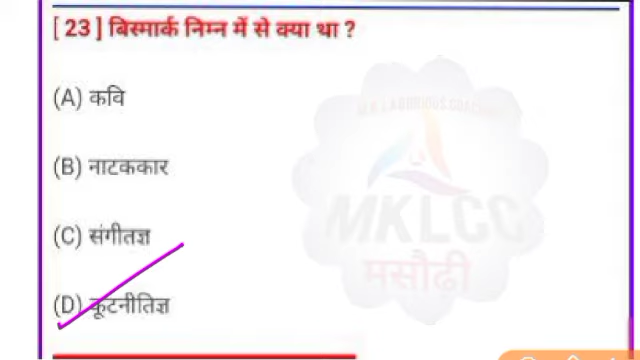 [ 23 ] बिस्मार्क निम्न में से क्या था ?
(A) कवि
(B) नाटककार
(C) संगीतज्ञ
(D) कूटनीतिज्ञ
MKLCC
मसौढ़ी